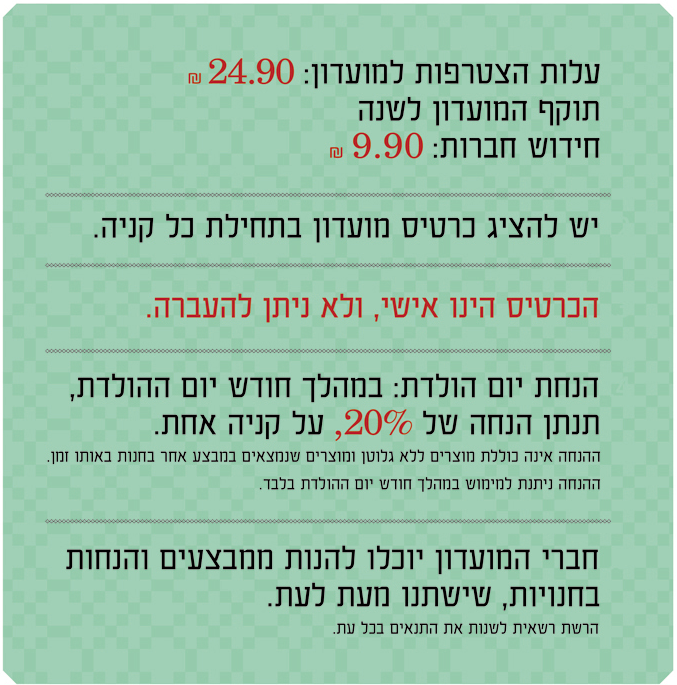 עלות הצטרפות למועדון: 24.90 ₪
תוקף המועדון לשנה
חידוש חברות: 9.90 ₪
יש להציג כרטיס מועדון בתחילת כל קניה.
הכרטיס הינו אישי, ולא ניתן להעברה.
הנחת יום הולדת: במהלך חודש יום ההולדת,
תנתן הנחה של 20%, על קניה אחת.
ההנחה אינה כוללת מוצרים ללא גלוטן ומוצרים שנמצאים במבצע אחר בחנות באותו זמן.
ההנחה ניתנת למימוש במהלך חודש יום ההולדת בלבד.
חברי המועדון יוכלו להנות ממבצעים והנחות
בחנויות, שישתנו מעת לעת.
הרשת רשאית לשנות את התנאים בכל עת.